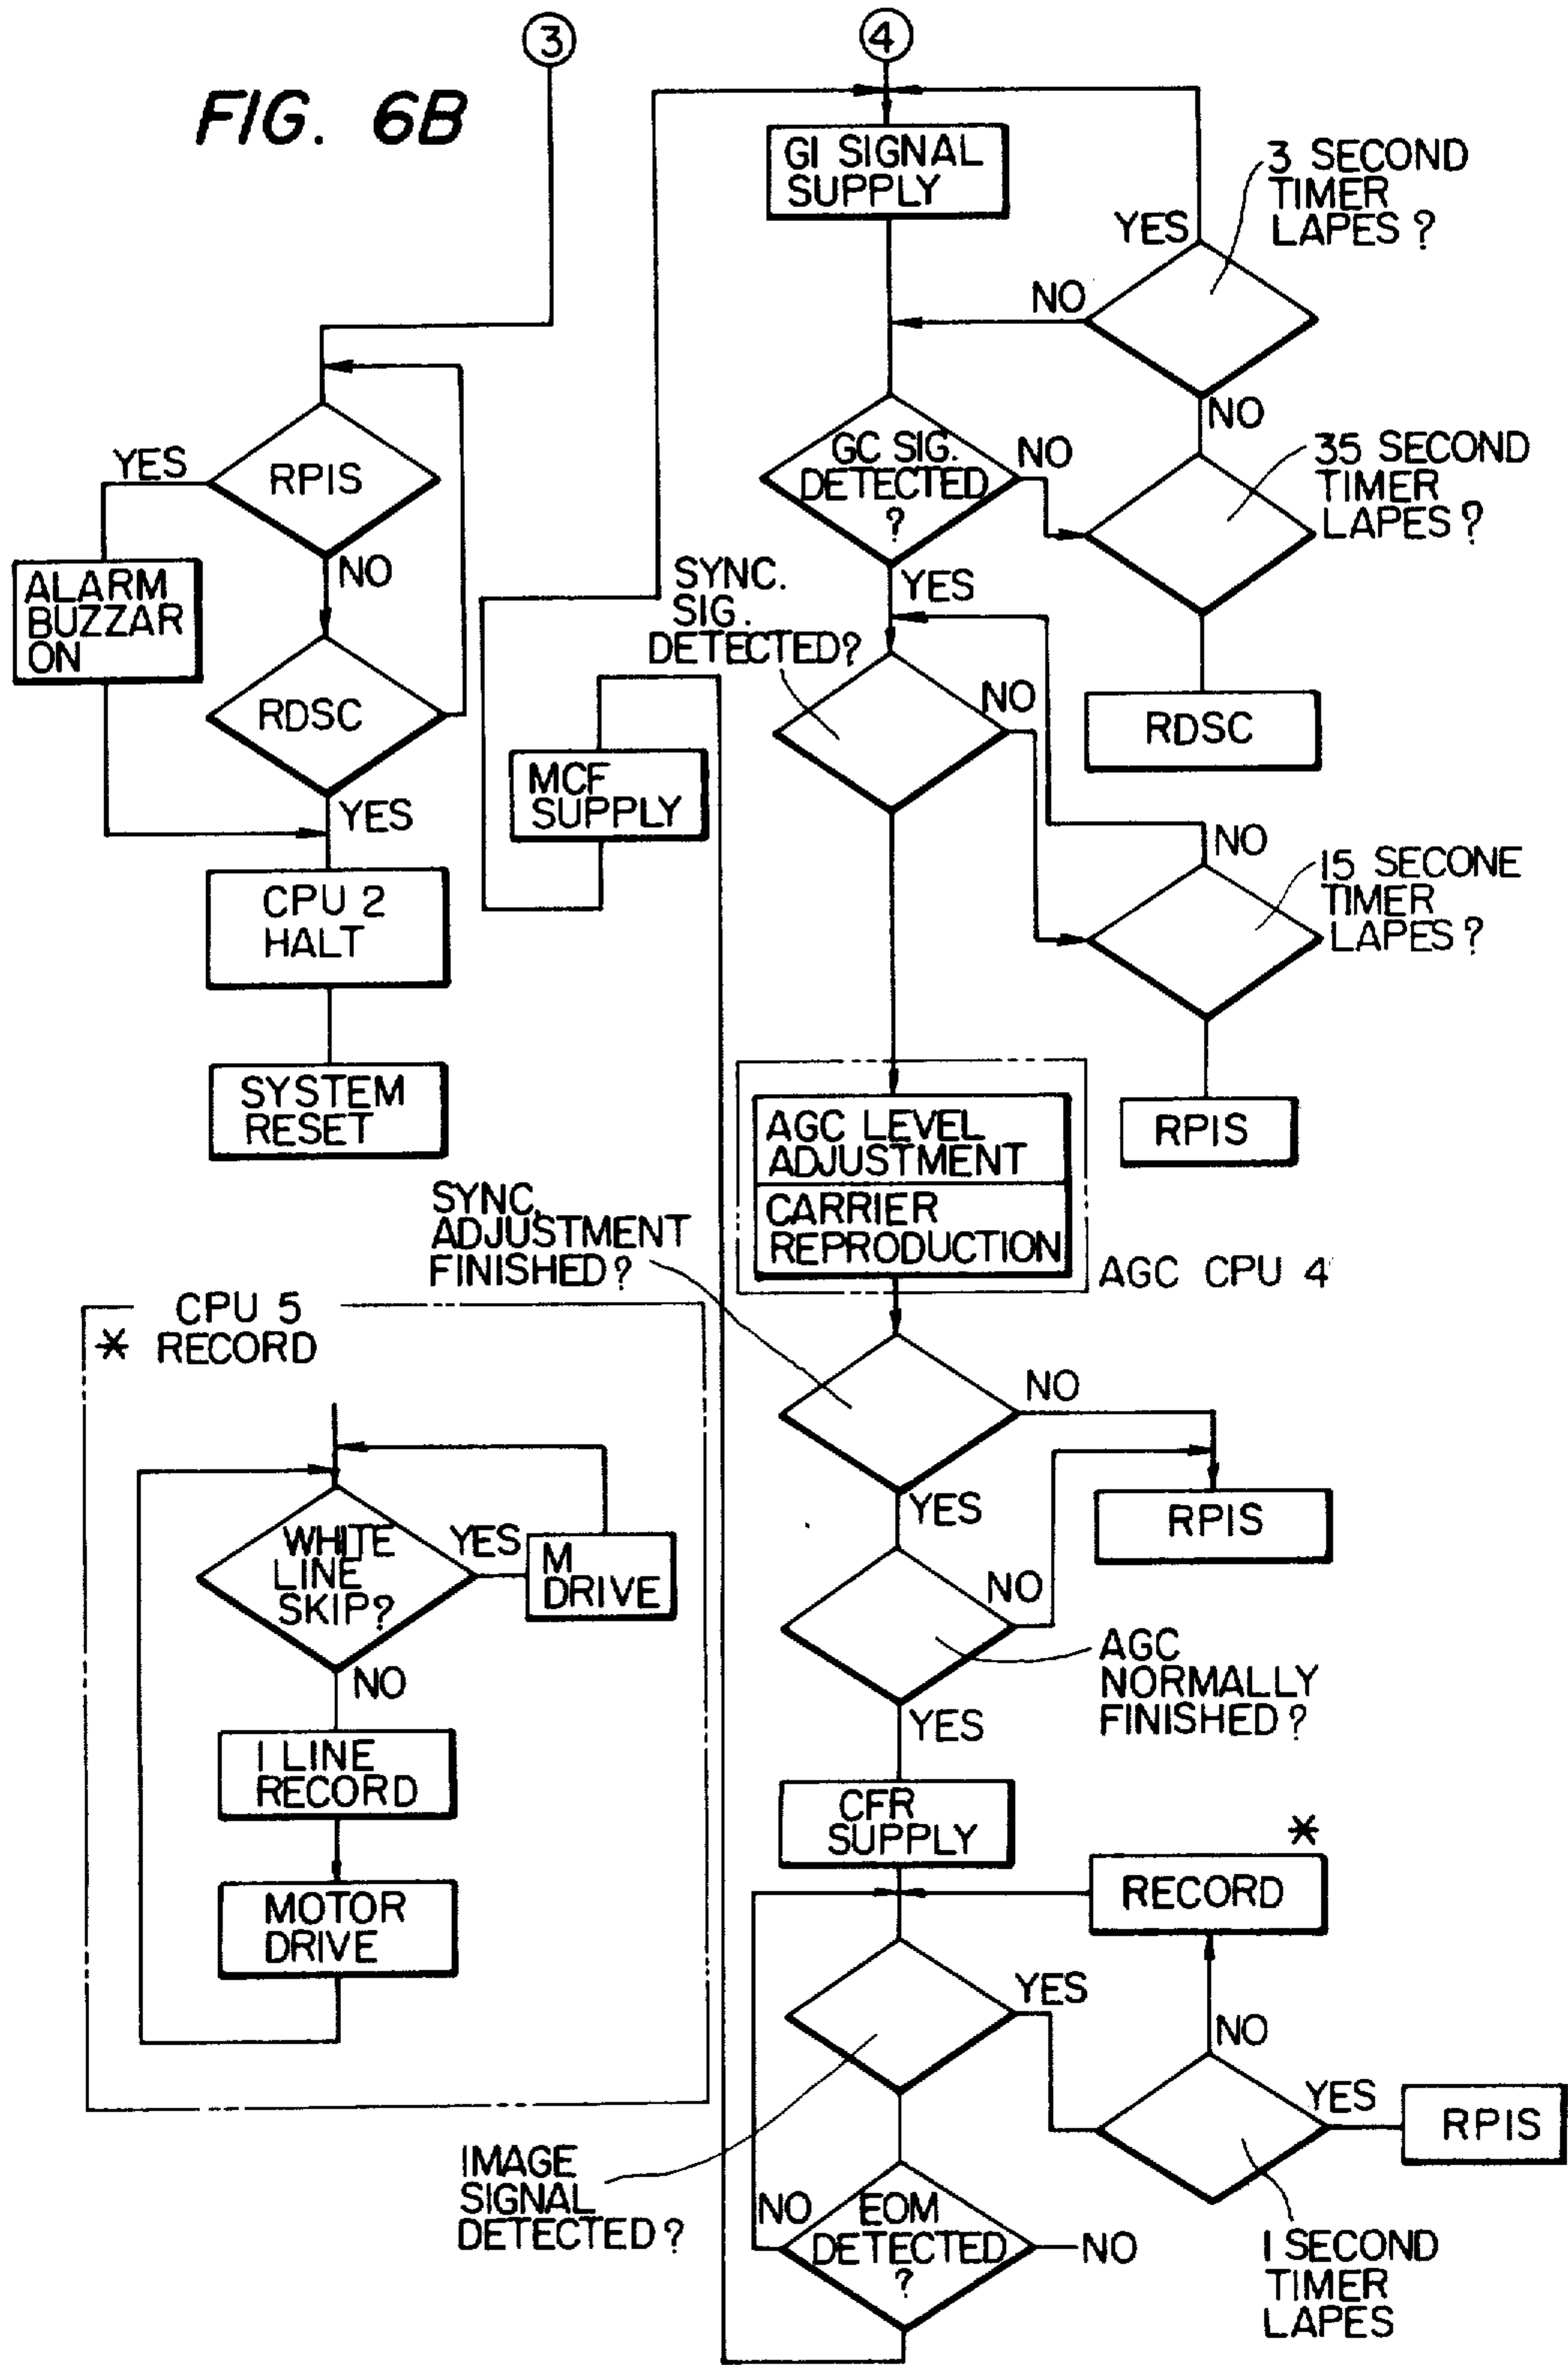 3
4
FIG. 6B
GI SIGNAL
SUPPLY
3 SECOND
TIMER
LAPES ?
YES
NO
NO
RPIS
YES
NO
ALARM
BUZZAR
ON
RDSC
YES
CPU 2
HALT
SYSTEM
RESET
GC SIG.
DETECTED
?
NO
YES
35 SECOND
TIMER
LAPES ?
RDSC
SYNC.
SIG.
DETECTED?
NO
MCF
SUPPLY
NO
15 SECONE
TIMER
LAPES ?
RPIS
AGC LEVEL
ADJUSTMENT
CARRIER
REPRODUCTION
AGC CPU 4
SYNC.
ADJUSTMENT
FINISHED?
NO
YES
RPIS
NO
AGC
NORMALLY
FINISHED ?
YES
CFR
SUPPLY
*
RECORD
YES
NO
YES
RPIS
IMAGE
SIGNAL
DETECTED ?
NO
EOM
DETECTED
?
NO
1 SECOND
TIMER
LAPES
CPU 5
* RECORD
WHITE
LINE
SKIP?
YES
M
DRIVE
NO
1 LINE
RECORD
MOTOR
DRIVE